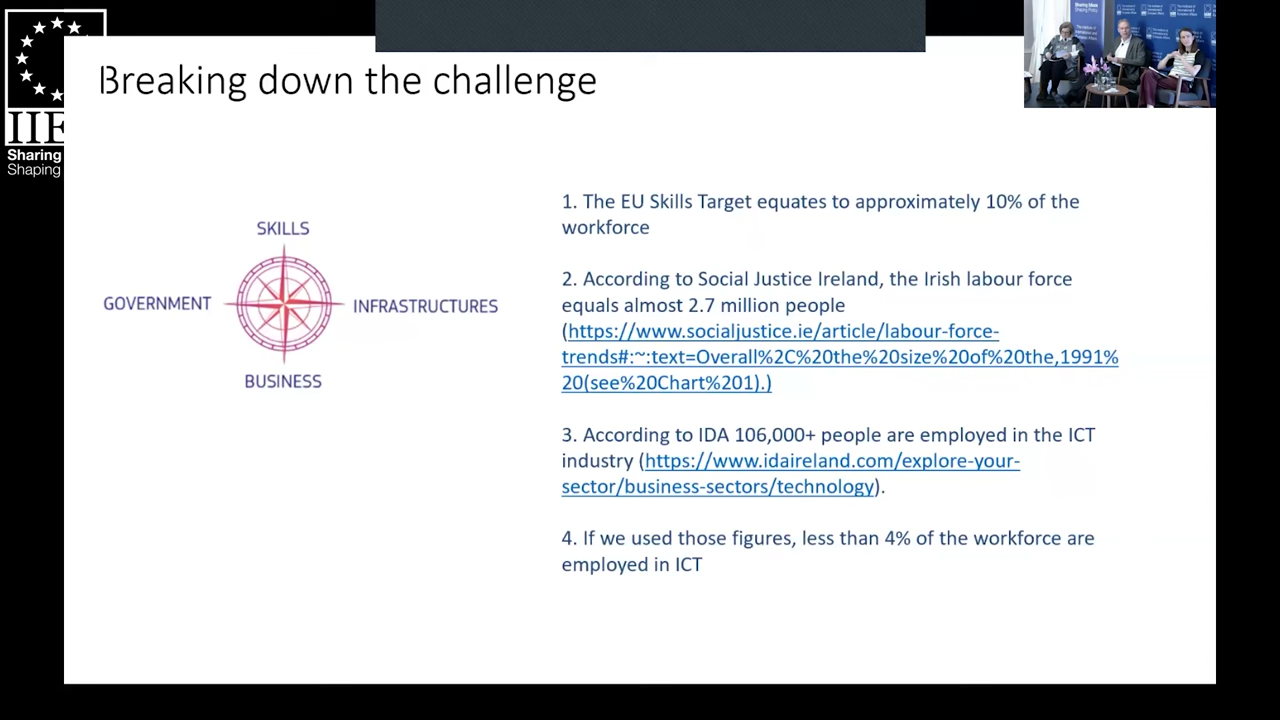 Breaking down the challenge
IIE
Sharing
Shaping
SKILLS
GOVERNMENT
INFRASTRUCTURES
BUSINESS
1. The EU Skills Target equates to approximately 10% of the
workforce
2. According to Social Justice Ireland, the Irish labour force
equals almost 2.7 million people
(https://www.socialjustice.ie/article/labour-force-
trends#:~:text=Overall%2C%20the%20size%20of%20the,1991%
20(see%20Chart%201).)
3. According to IDA 106,000+ people are employed in the ICT
industry (https://www.idaireland.com/explore-your-
sector/business-sectors/technology).
4. If we used those figures, less than 4% of the workforce are
employed in ICT